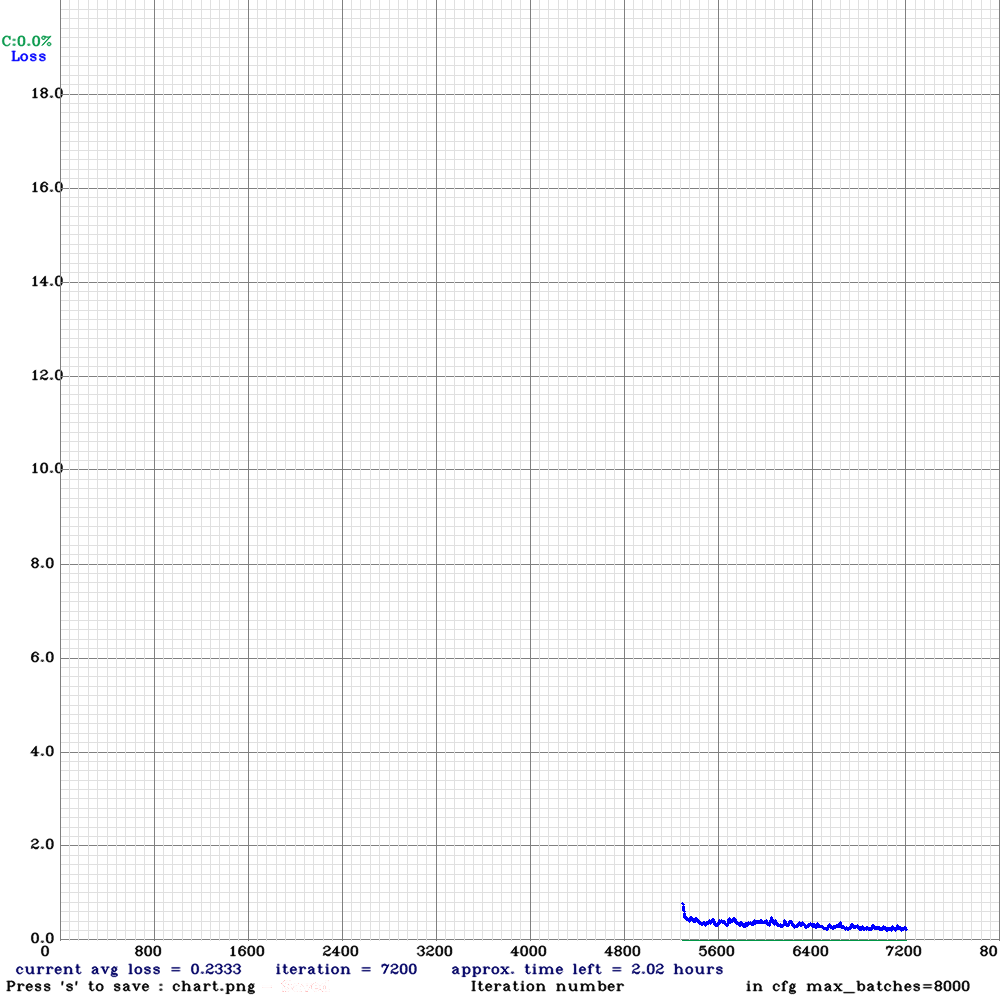 C:0.0%
Loss
18.0
16.0
14.0
12.0
10.0
8.0
6.0
4.0
2.0
0.0
0 800 1600 2400 3200 4000 4800 5600 6400 7200 80
current avg loss = 0.2333 iteration = 7200 approx. time left = 2.02 hours
Press 's' to save : chart.png Iteration number in cfg max_batches=8000